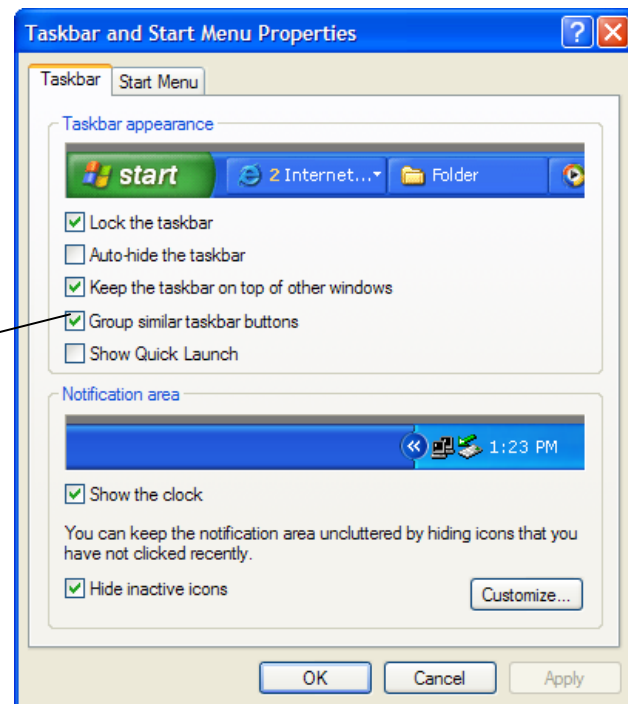 Taskbar and Start Menu Properties
Taskbar
Start Menu
Taskbar appearance
start
2 Internet...
Folder
Lock the taskbar
Auto-hide the taskbar
Keep the taskbar on top of other windows
Group similar taskbar buttons
Show Quick Launch
Notification area
1:23 PM
Show the clock
You can keep the notification area uncluttered by hiding icons that you
have not clicked recently.
Hide inactive icons
Customize...
OK
Cancel
Apply